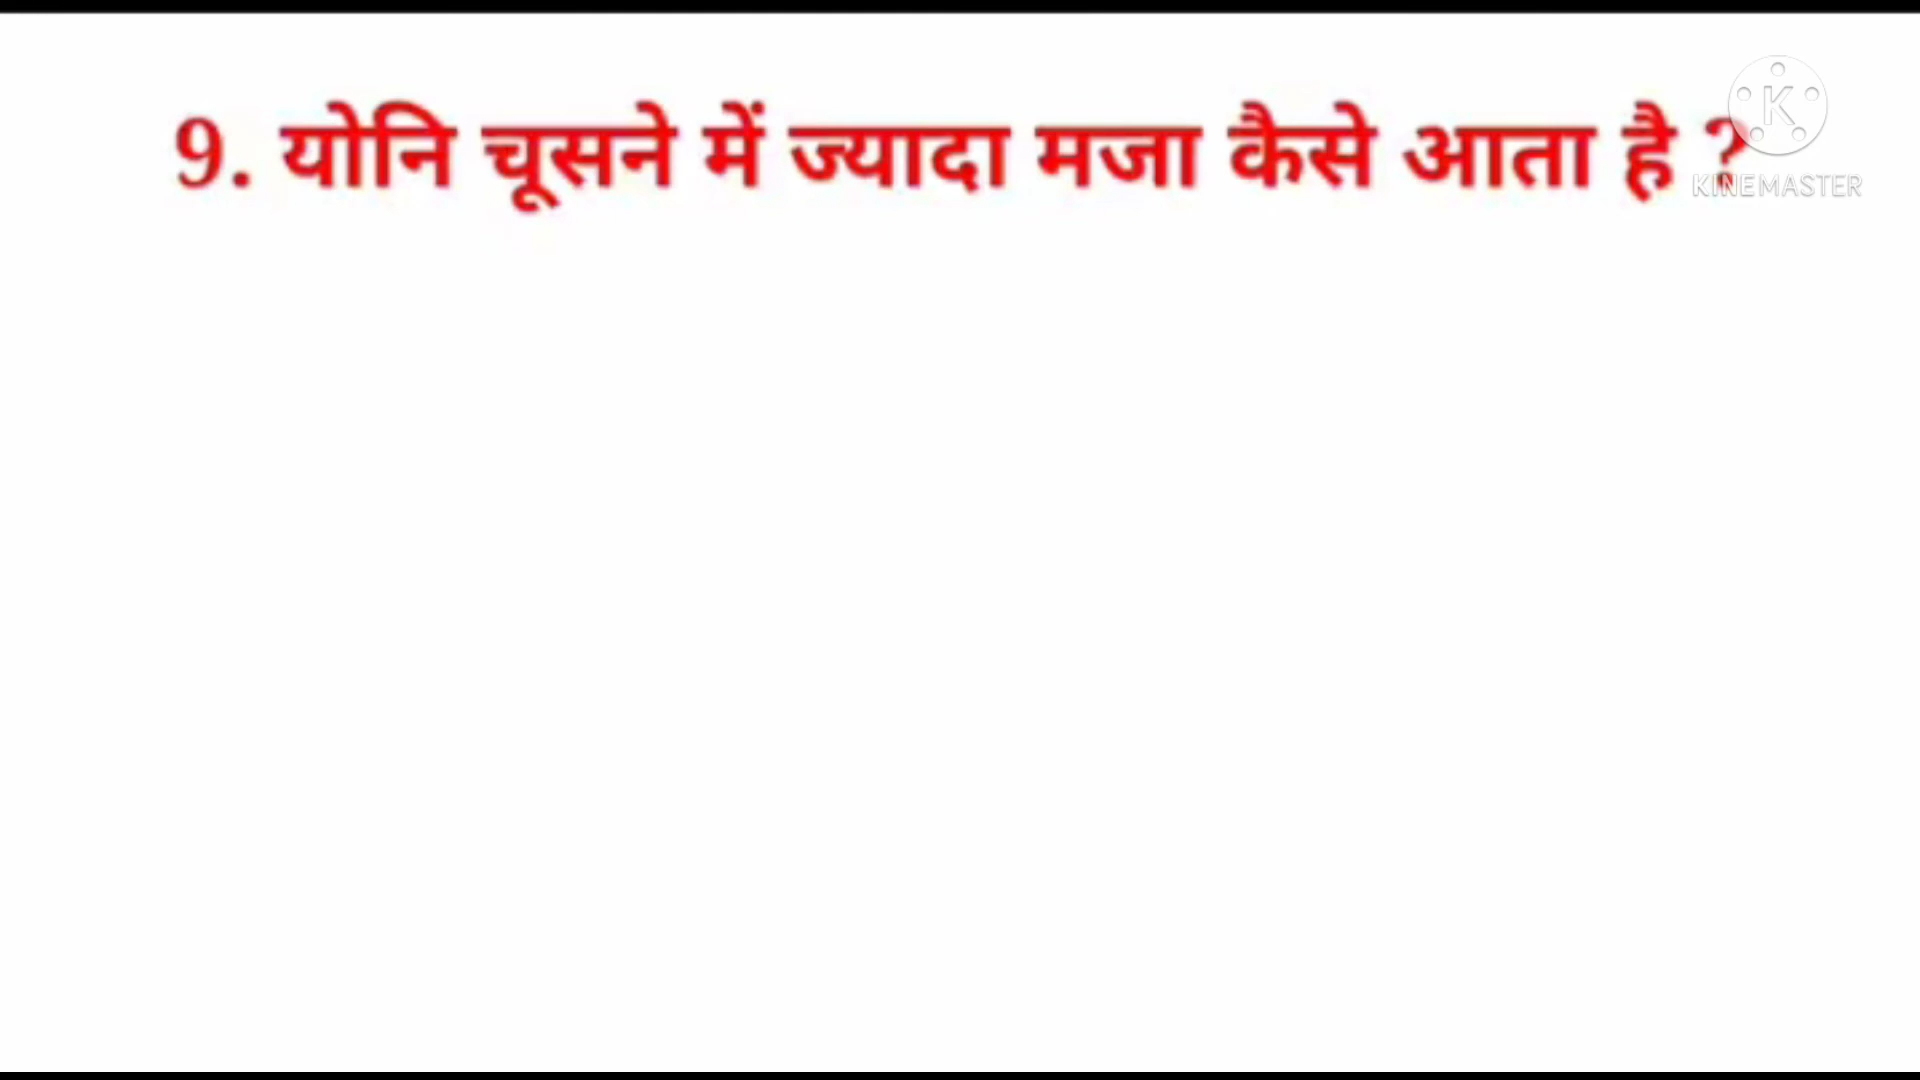 9. योनि चूसने में ज्यादा मजा कैसे आता है ?
K
KINEMASTER